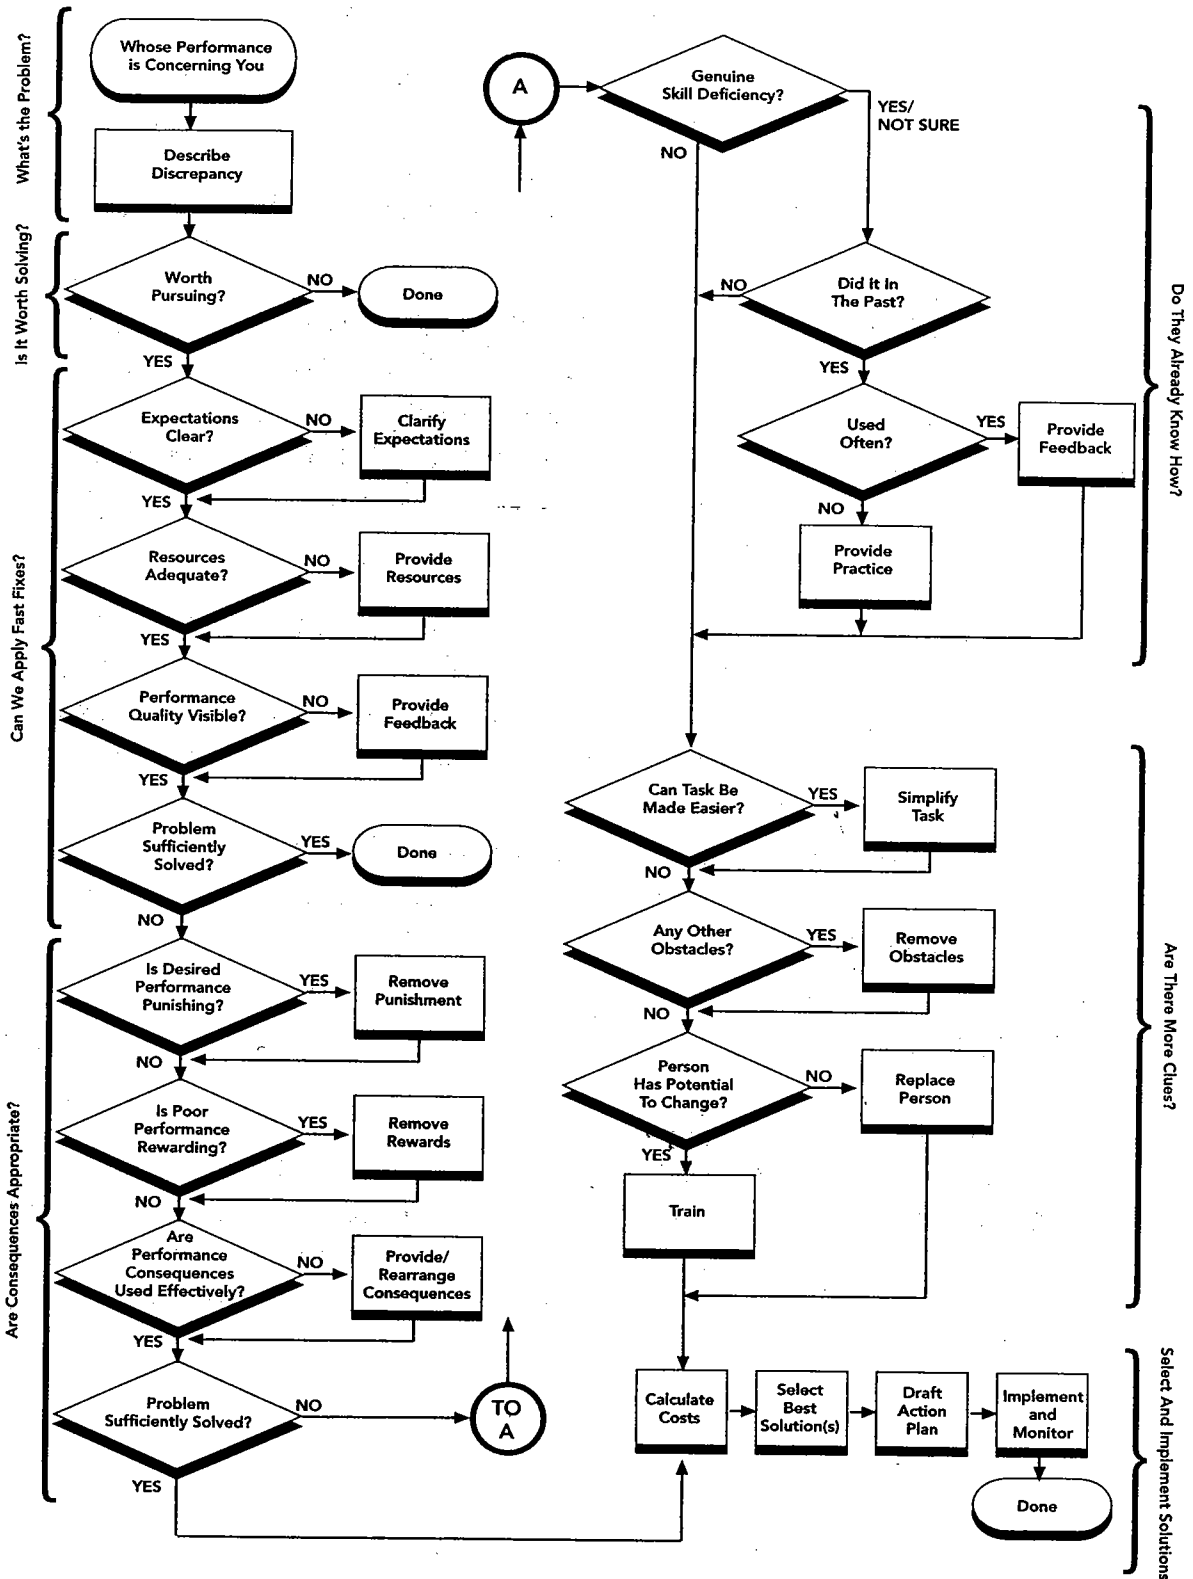 What's the Problem?
Whose Performance
is Concerning You
Describe
Discrepancy
Is It Worth Solving?
Worth
Pursuing?
NO
Done
YES
Can We Apply Fast Fixes?
Expectations
Clear?
NO
Clarify
Expectations
YES
Resources
Adequate?
NO
Provide
Resources
YES
Performance
Quality Visible?
NO
Provide
Feedback
YES
Problem
Sufficiently
Solved?
YES
Done
NO
Are Consequences Appropriate?
Is Desired
Performance
Punishing?
YES
Remove
Punishment
NO
Is Poor
Performance
Rewarding?
YES
Remove
Rewards
NO
Are
Performance
Consequences
Used Effectively?
NO
Provide/
Rearrange
Consequences
YES
Problem
Sufficiently Solved?
NO
TO
A
YES
A
Genuine
Skill Deficiency?
YES/
NOT SURE
NO
Do They Already Know How?
Did It In
The Past?
NO
YES
Used
Often?
YES
Provide
Feedback
NO
Provide
Practice
Are There More Clues?
Can Task Be
Made Easier?
YES
Simplify
Task
NO
Any Other
Obstacles?
YES
Remove
Obstacles
NO
Person
Has Potential
To Change?
NO
Replace
Person
YES
Train
Select And Implement Solutions
Calculate
Costs
Select
Best
Solution(s)
Draft
Action
Plan
Implement
and
Monitor
Done